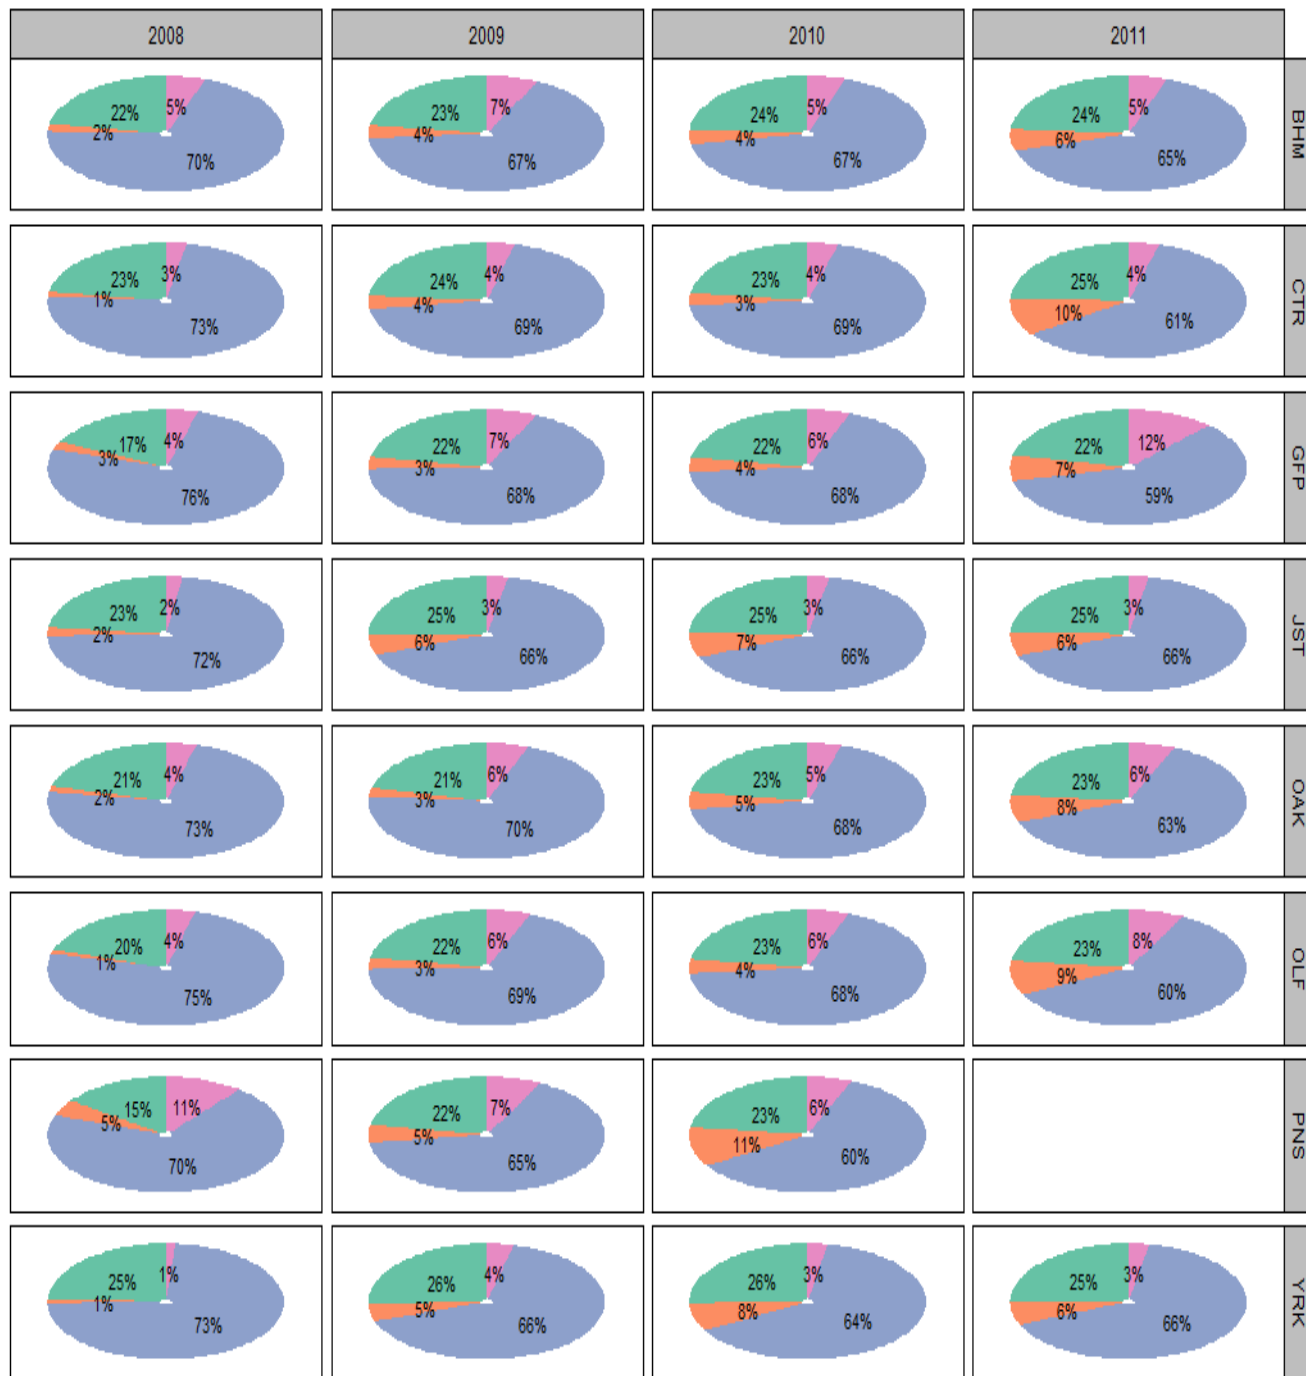 2008 2009 2010 2011
22% 5% 2% 70% 23% 7% 4% 67% 24% 5% 4% 67% 24% 5% 6% 65% BHM
23% 3% 1% 73% 24% 4% 4% 69% 23% 4% 3% 69% 25% 4% 10% 61% CTR
17% 4% 3% 76% 22% 7% 3% 68% 22% 6% 4% 68% 22% 12% 7% 59% GFP
23% 2% 2% 72% 25% 3% 6% 66% 25% 3% 7% 66% 25% 3% 6% 66% JST
21% 4% 2% 73% 21% 6% 3% 70% 23% 5% 5% 68% 23% 6% 8% 63% OAK
20% 4% 1% 75% 22% 6% 3% 69% 23% 6% 4% 68% 23% 8% 9% 60% OLF
15% 11% 5% 70% 22% 7% 5% 65% 23% 6% 11% 60% PNS
25% 1% 1% 73% 26% 4% 5% 66% 26% 3% 8% 64% 25% 3% 6% 66% YRK